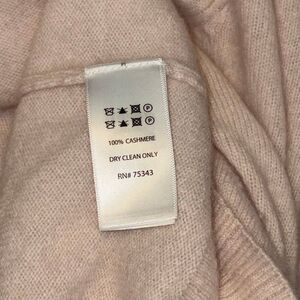 100% CASHMERE
DRY CLEAN ONLY
RN# 75343